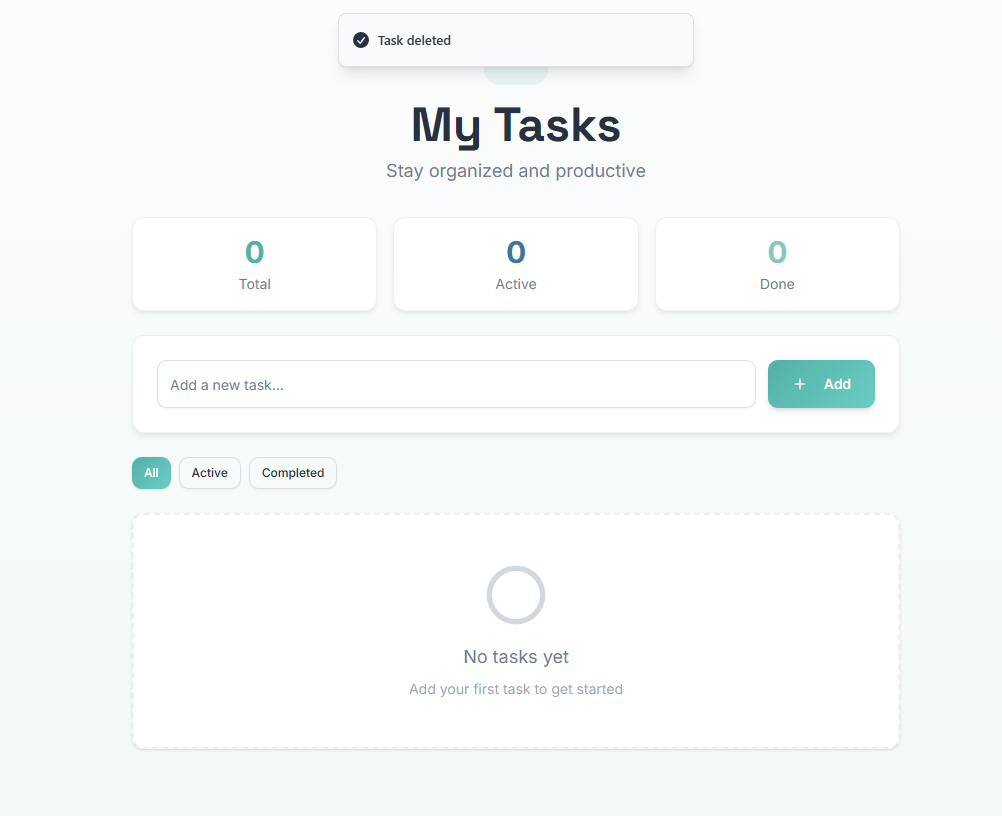 Task deleted
My Tasks
Stay organized and productive
0
Total
0
Active
0
Done
Add a new task...
+ Add
All
Active
Completed
No tasks yet
Add your first task to get started